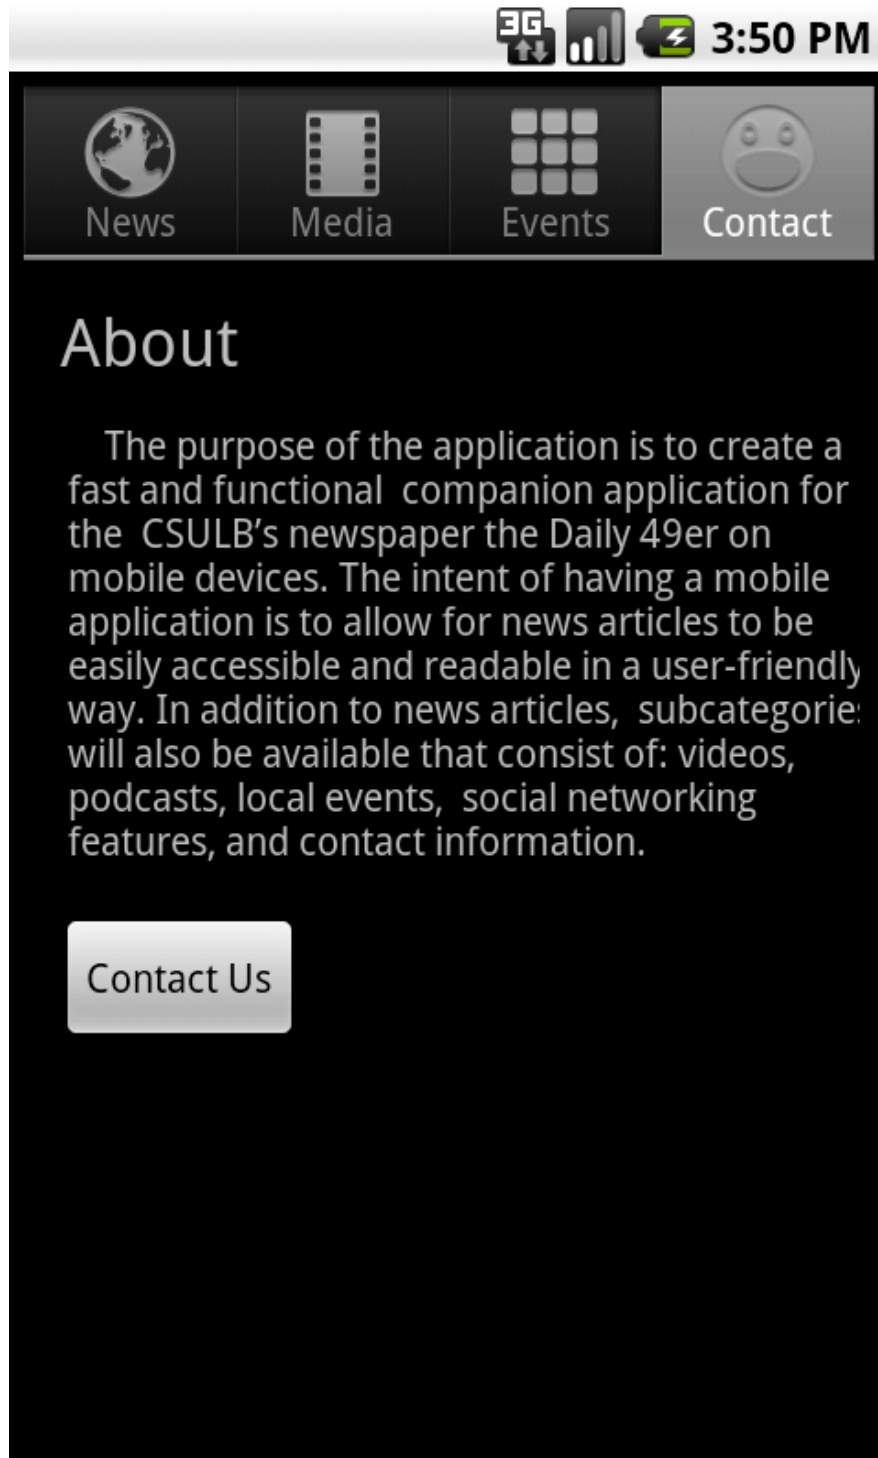 3G 3:50 PM
News Media Events Contact
About
The purpose of the application is to create a
fast and functional  companion application for
the  CSULB’s newspaper the Daily 49er on
mobile devices. The intent of having a mobile
application is to allow for news articles to be
easily accessible and readable in a user-friendly
way. In addition to news articles,  subcategories
will also be available that consist of: videos,
podcasts, local events,  social networking
features, and contact information.
Contact Us